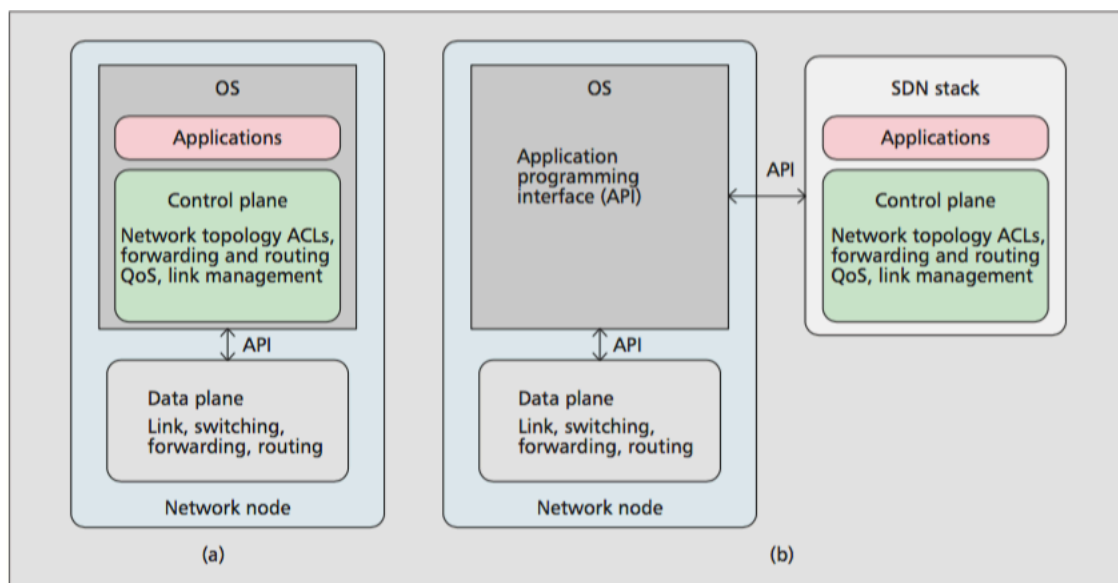 OS
Applications
Control plane
Network topology ACLs,
forwarding and routing
QoS, link management
API
Data plane
Link, switching,
forwarding, routing
Network node
(a)
OS
Application
programming
interface (API)
API
Data plane
Link, switching,
forwarding, routing
Network node
API
SDN stack
Applications
Control plane
Network topology ACLs,
forwarding and routing
QoS, link management
(b)